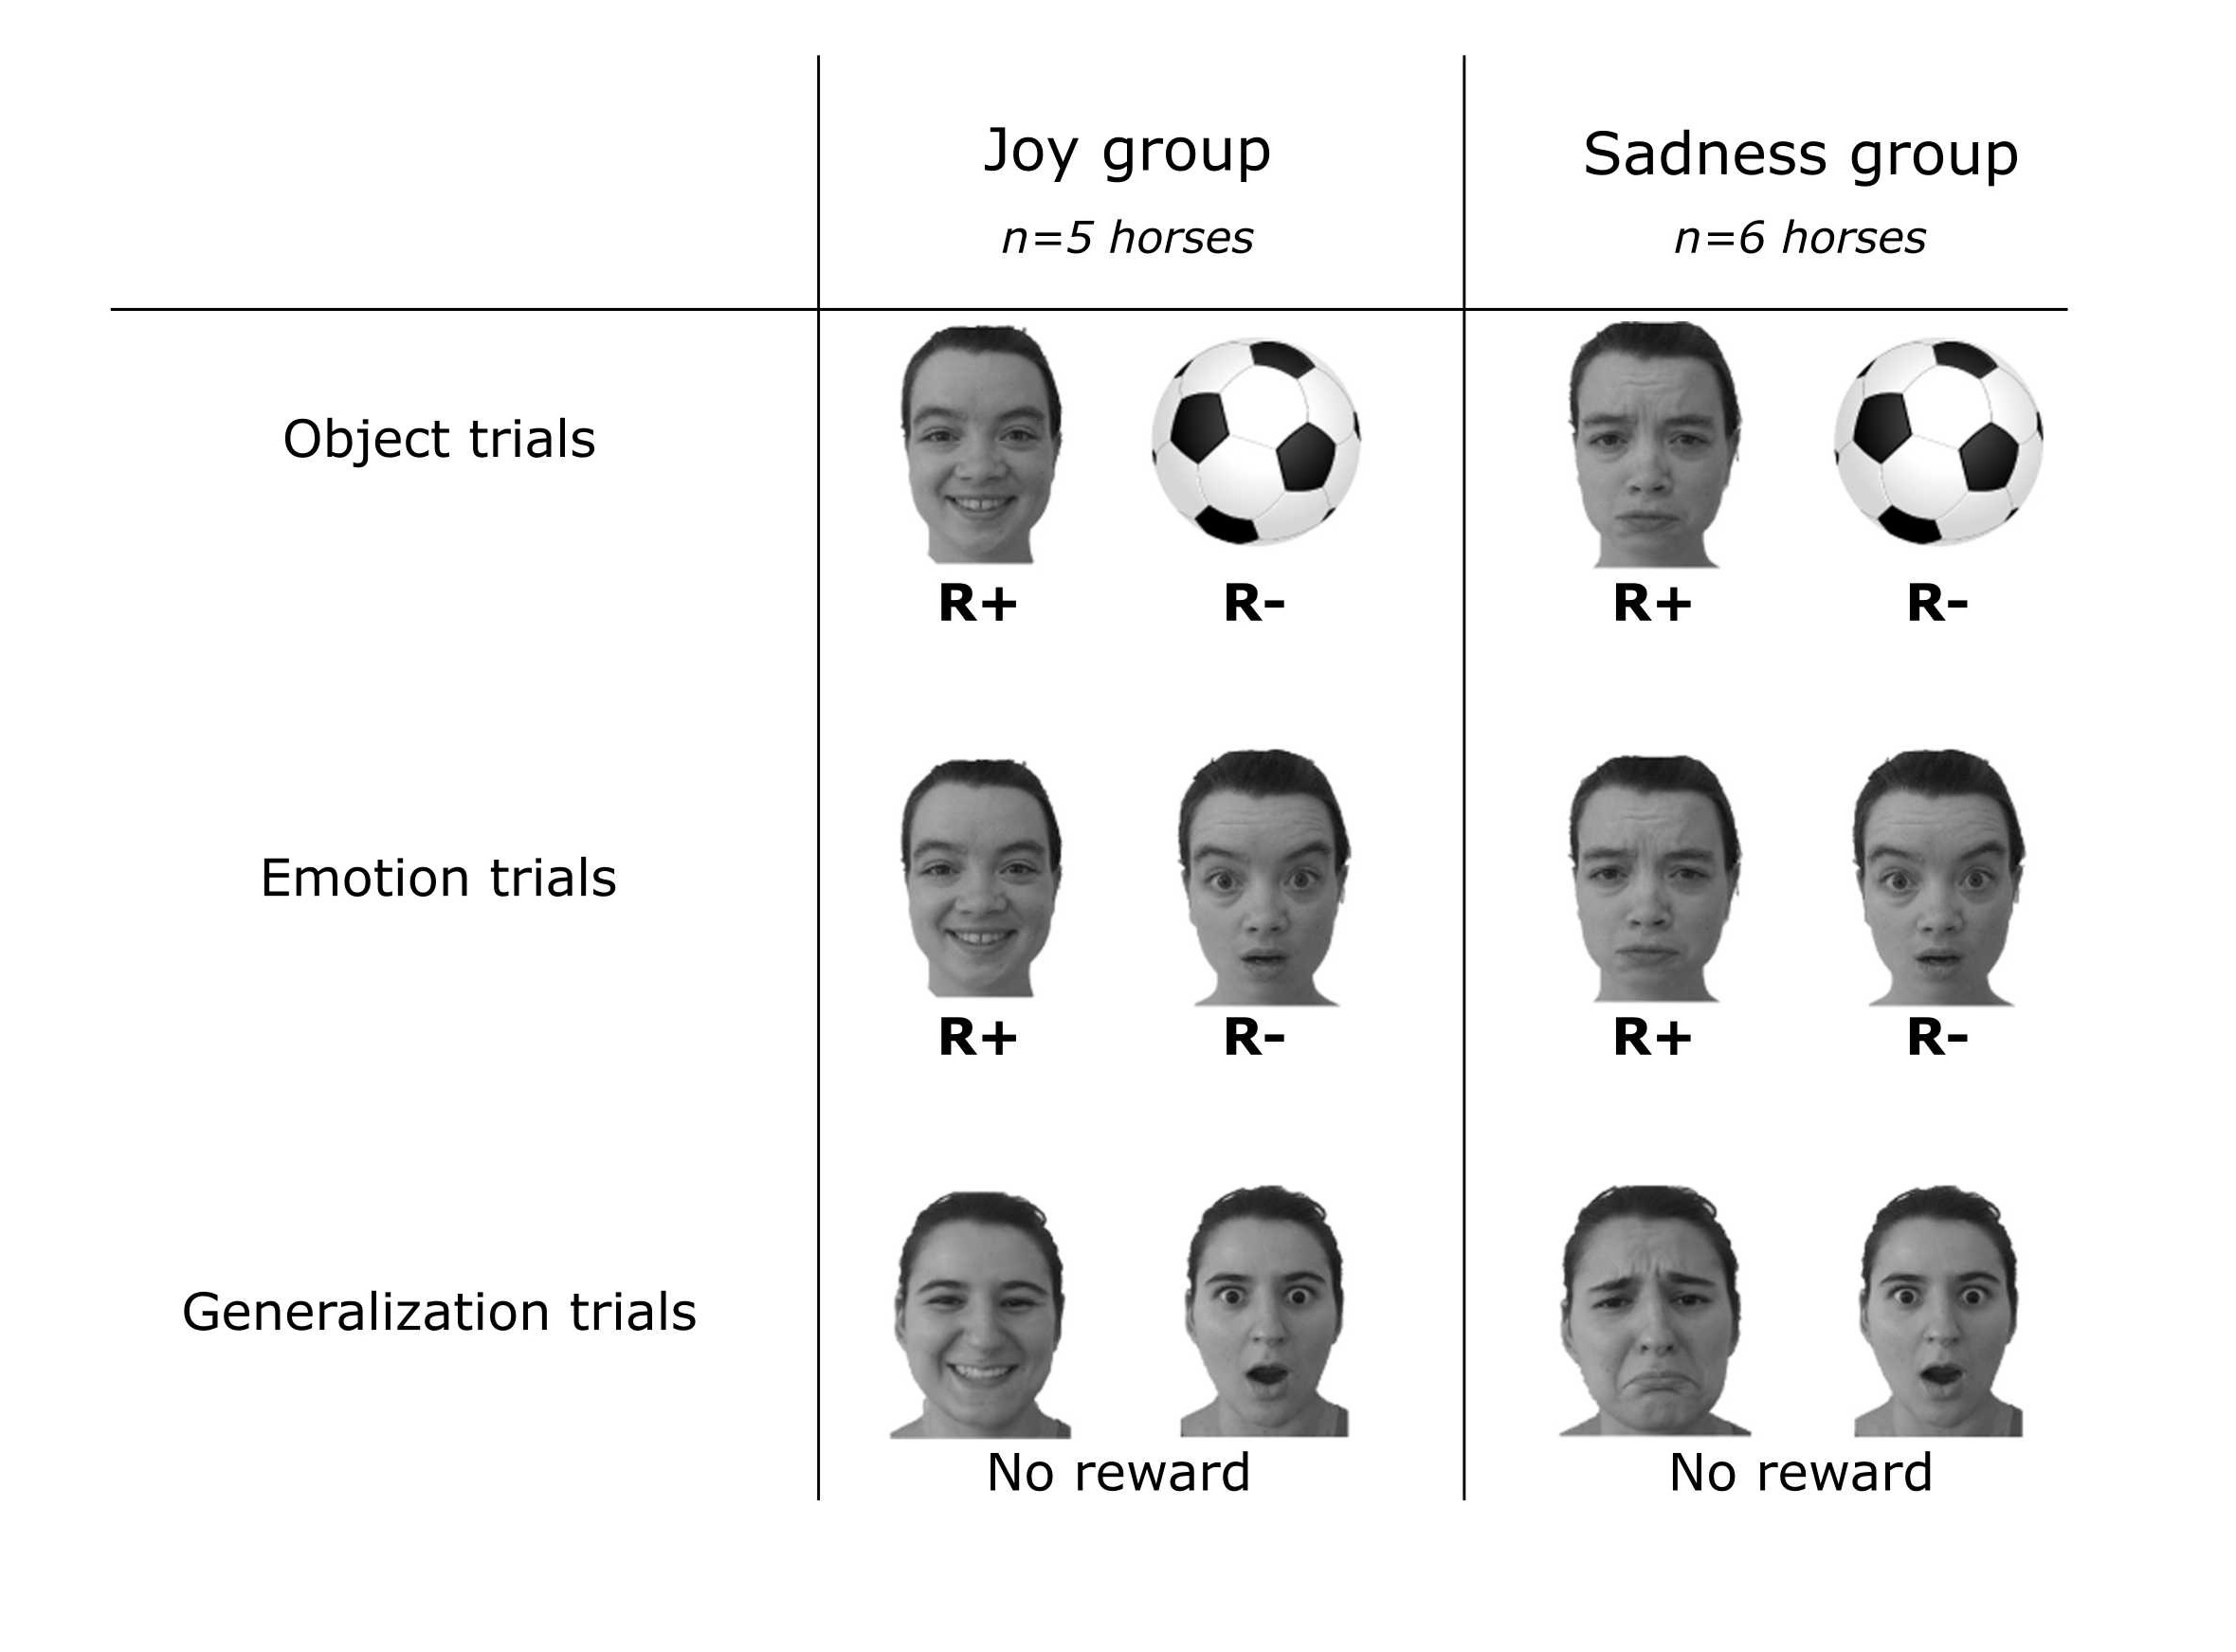 Joy group
Sadness group
n=5 horses
n=6 horses
Object trials
R+
R-
R+
R-
Emotion trials
R+
R-
R+
R-
Generalization trials
No reward
No reward